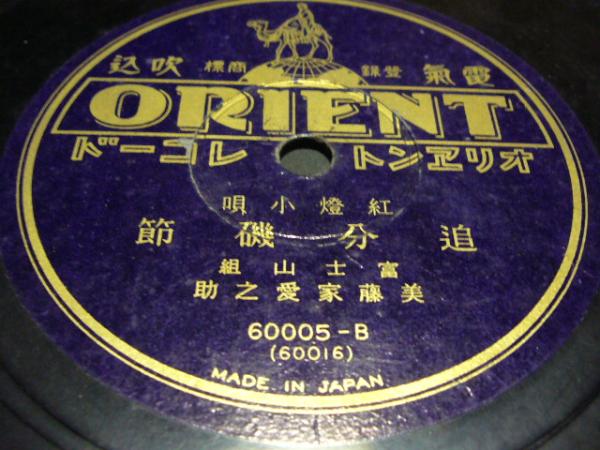 電氣 登録 商標 吹込
ORIENT
オリヱント レコード
紅燈小唄
追分磯節
富士山組
美藤家愛之助
60005-B
(60016)
MADE IN JAPAN